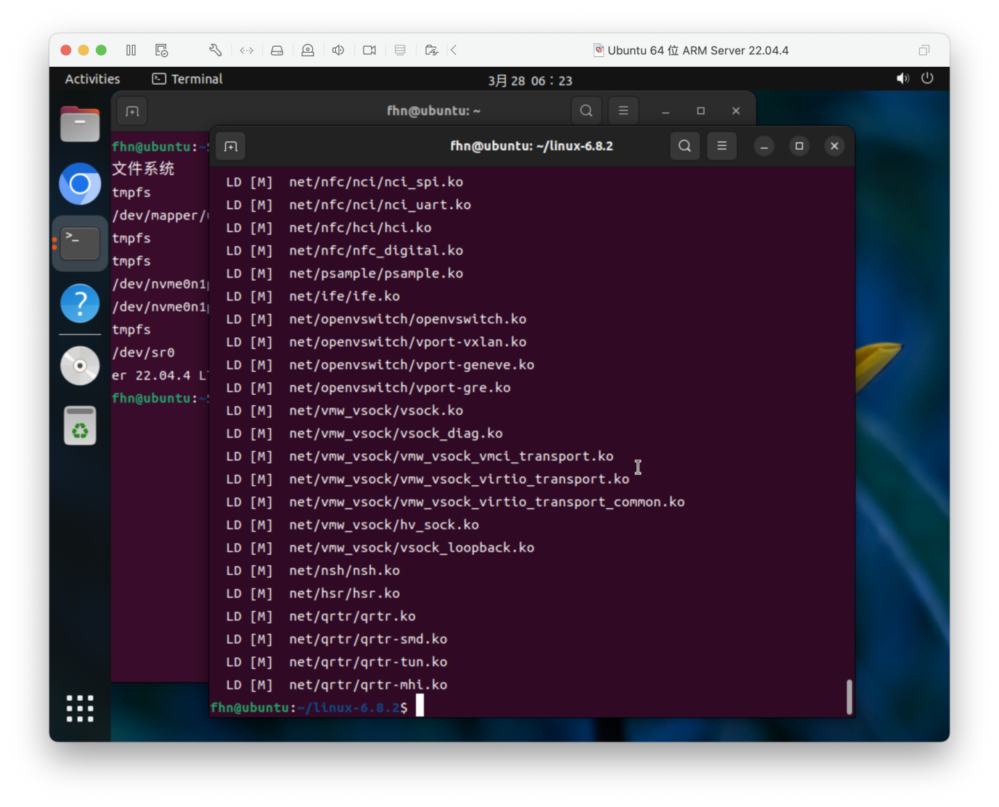 Ubuntu 64 位 ARM Server 22.04.4
Activities
Terminal
3月 28 06：23
fhn@ubuntu: ~
fhn@ubuntu:~$
文件系统
tmpfs
/dev/mapper/
tmpfs
tmpfs
/dev/nvme0n1p
/dev/nvme0n1p
tmpfs
/dev/sr0
er 22.04.4 LT
fhn@ubuntu:~$
fhn@ubuntu: ~/linux-6.8.2
LD [M] net/nfc/nci/nci_spi.ko
LD [M] net/nfc/nci/nci_uart.ko
LD [M] net/nfc/hci/hci.ko
LD [M] net/nfc/nfc_digital.ko
LD [M] net/psample/psample.ko
LD [M] net/ife/ife.ko
LD [M] net/openvswitch/openvswitch.ko
LD [M] net/openvswitch/vport-vxlan.ko
LD [M] net/openvswitch/vport-geneve.ko
LD [M] net/openvswitch/vport-gre.ko
LD [M] net/vmw_vsock/vsock.ko
LD [M] net/vmw_vsock/vsock_diag.ko
LD [M] net/vmw_vsock/vmw_vsock_vmci_transport.ko
LD [M] net/vmw_vsock/vmw_vsock_virtio_transport.ko
LD [M] net/vmw_vsock/vmw_vsock_virtio_transport_common.ko
LD [M] net/vmw_vsock/hv_sock.ko
LD [M] net/vmw_vsock/vsock_loopback.ko
LD [M] net/nsh/nsh.ko
LD [M] net/hsr/hsr.ko
LD [M] net/qrtr/qrtr.ko
LD [M] net/qrtr/qrtr-smd.ko
LD [M] net/qrtr/qrtr-tun.ko
LD [M] net/qrtr/qrtr-mhi.ko
fhn@ubuntu:~/linux-6.8.2$